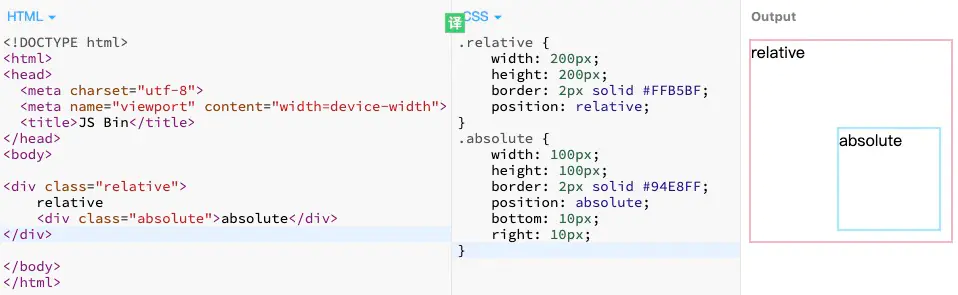 HTML
<!DOCTYPE html>
<html>
<head>
  <meta charset="utf-8">
  <meta name="viewport" content="width=device-width">
  <title>JS Bin</title>
</head>
<body>
<div class="relative">
    relative
    <div class="absolute">absolute</div>
</div>
</body>
</html>
译
CSS
.relative {
    width: 200px;
    height: 200px;
    border: 2px solid #FFB5BF;
    position: relative;
}
.absolute {
    width: 100px;
    height: 100px;
    border: 2px solid #94E8FF;
    position: absolute;
    bottom: 10px;
    right: 10px;
}
Output
relative
absolute